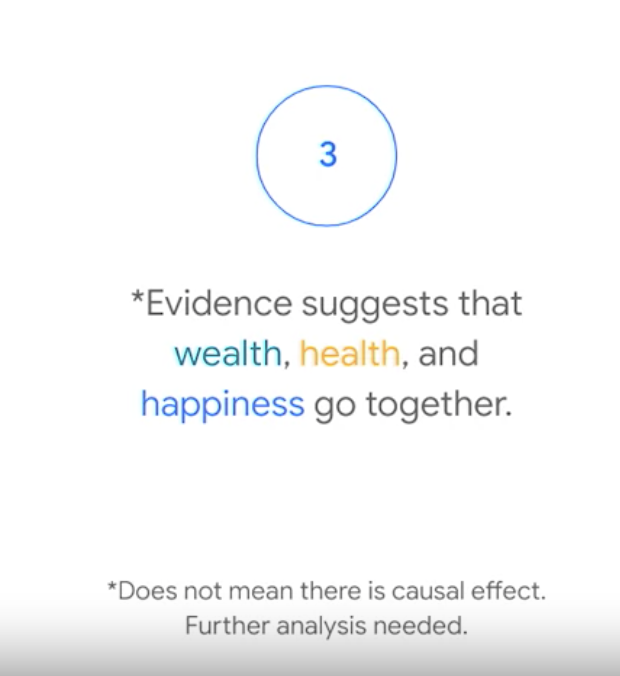 3
*Evidence suggests that
wealth, health, and
happiness go together.
*Does not mean there is causal effect.
Further analysis needed.